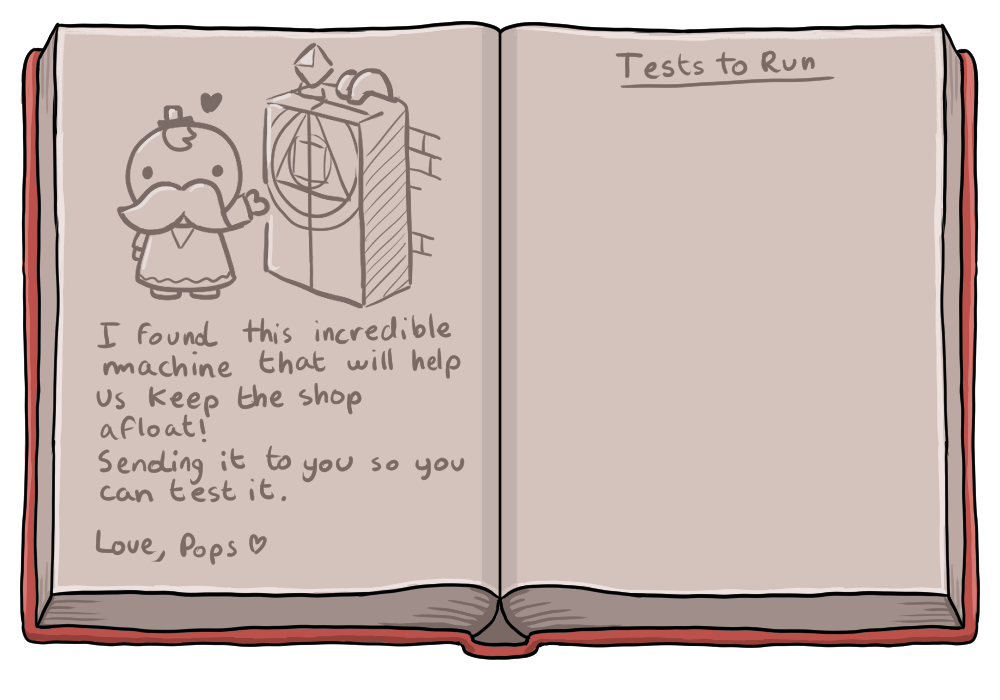 I found this incredible
machine that will help
us keep the shop
afloat!
Sending it to you so you
can test it.
Love, Pops ♡
Tests to Run